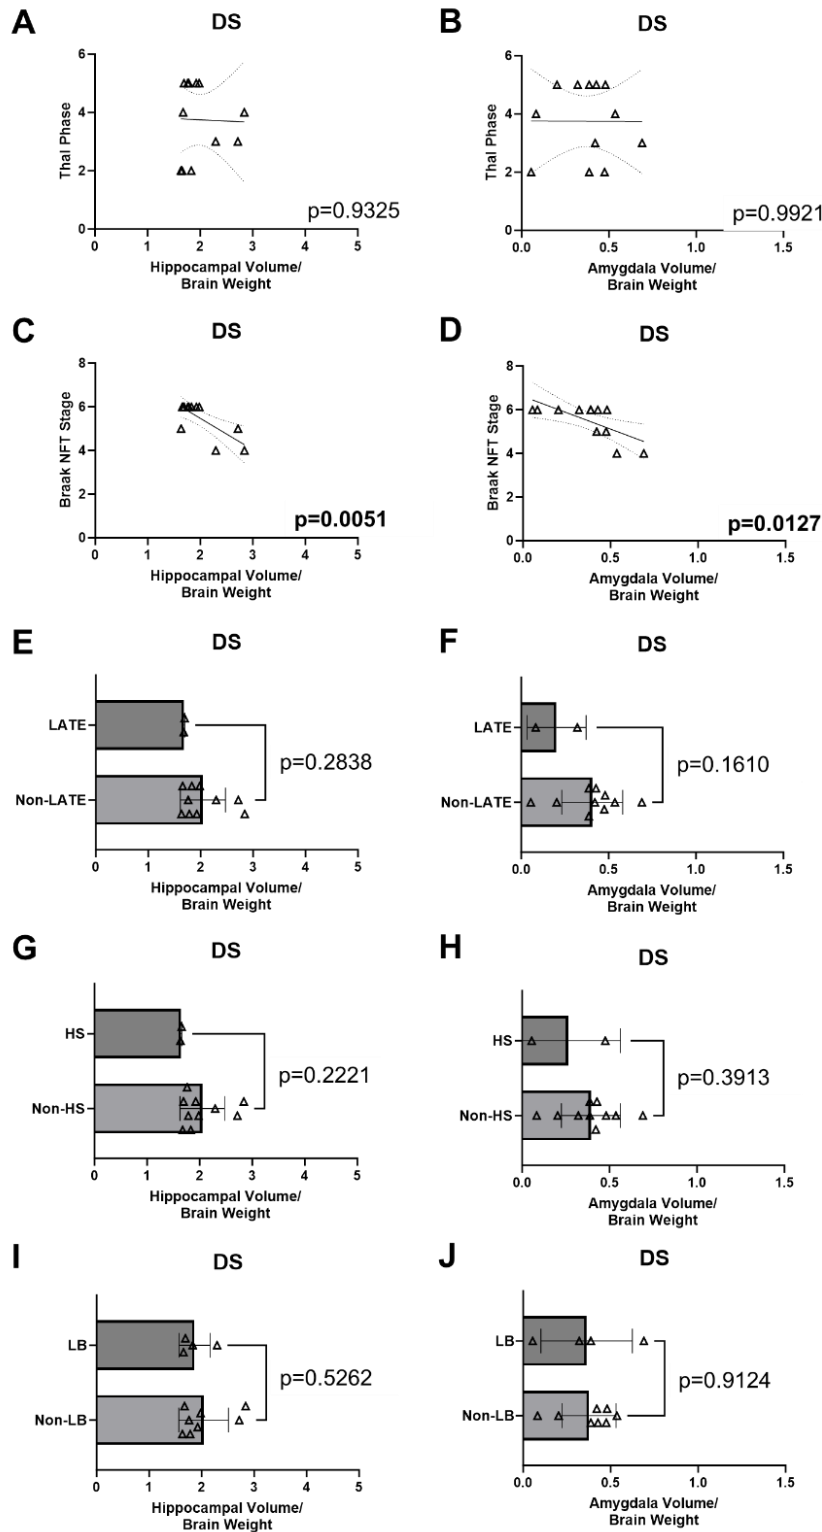 A
DS
6
4
2
0
Thal Phase
p=0.9325
0 1 2 3 4 5
Hippocampal Volume/
Brain Weight
B
DS
6
4
2
0
Thal Phase
p=0.9921
0.0 0.5 1.0 1.5
Amygdala Volume/
Brain Weight
C
DS
8
6
4
2
0
Braak NFT Stage
p=0.0051
0 1 2 3 4 5
Hippocampal Volume/
Brain Weight
D
DS
8
6
4
2
0
Braak NFT Stage
p=0.0127
0.0 0.5 1.0 1.5
Amygdala Volume/
Brain Weight
E
DS
LATE
p=0.2838
Non-LATE
0 1 2 3 4 5
Hippocampal Volume/
Brain Weight
F
DS
LATE
p=0.1610
Non-LATE
0.0 0.5 1.0 1.5
Amygdala Volume/
Brain Weight
G
DS
HS
p=0.2221
Non-HS
0 1 2 3 4 5
Hippocampal Volume/
Brain Weight
H
DS
HS
p=0.3913
Non-HS
0.0 0.5 1.0 1.5
Amygdala Volume/
Brain Weight
I
DS
LB
p=0.5262
Non-LB
0 1 2 3 4 5
Hippocampal Volume/
Brain Weight
J
DS
LB
p=0.9124
Non-LB
0.0 0.5 1.0 1.5
Amygdala Volume/
Brain Weight